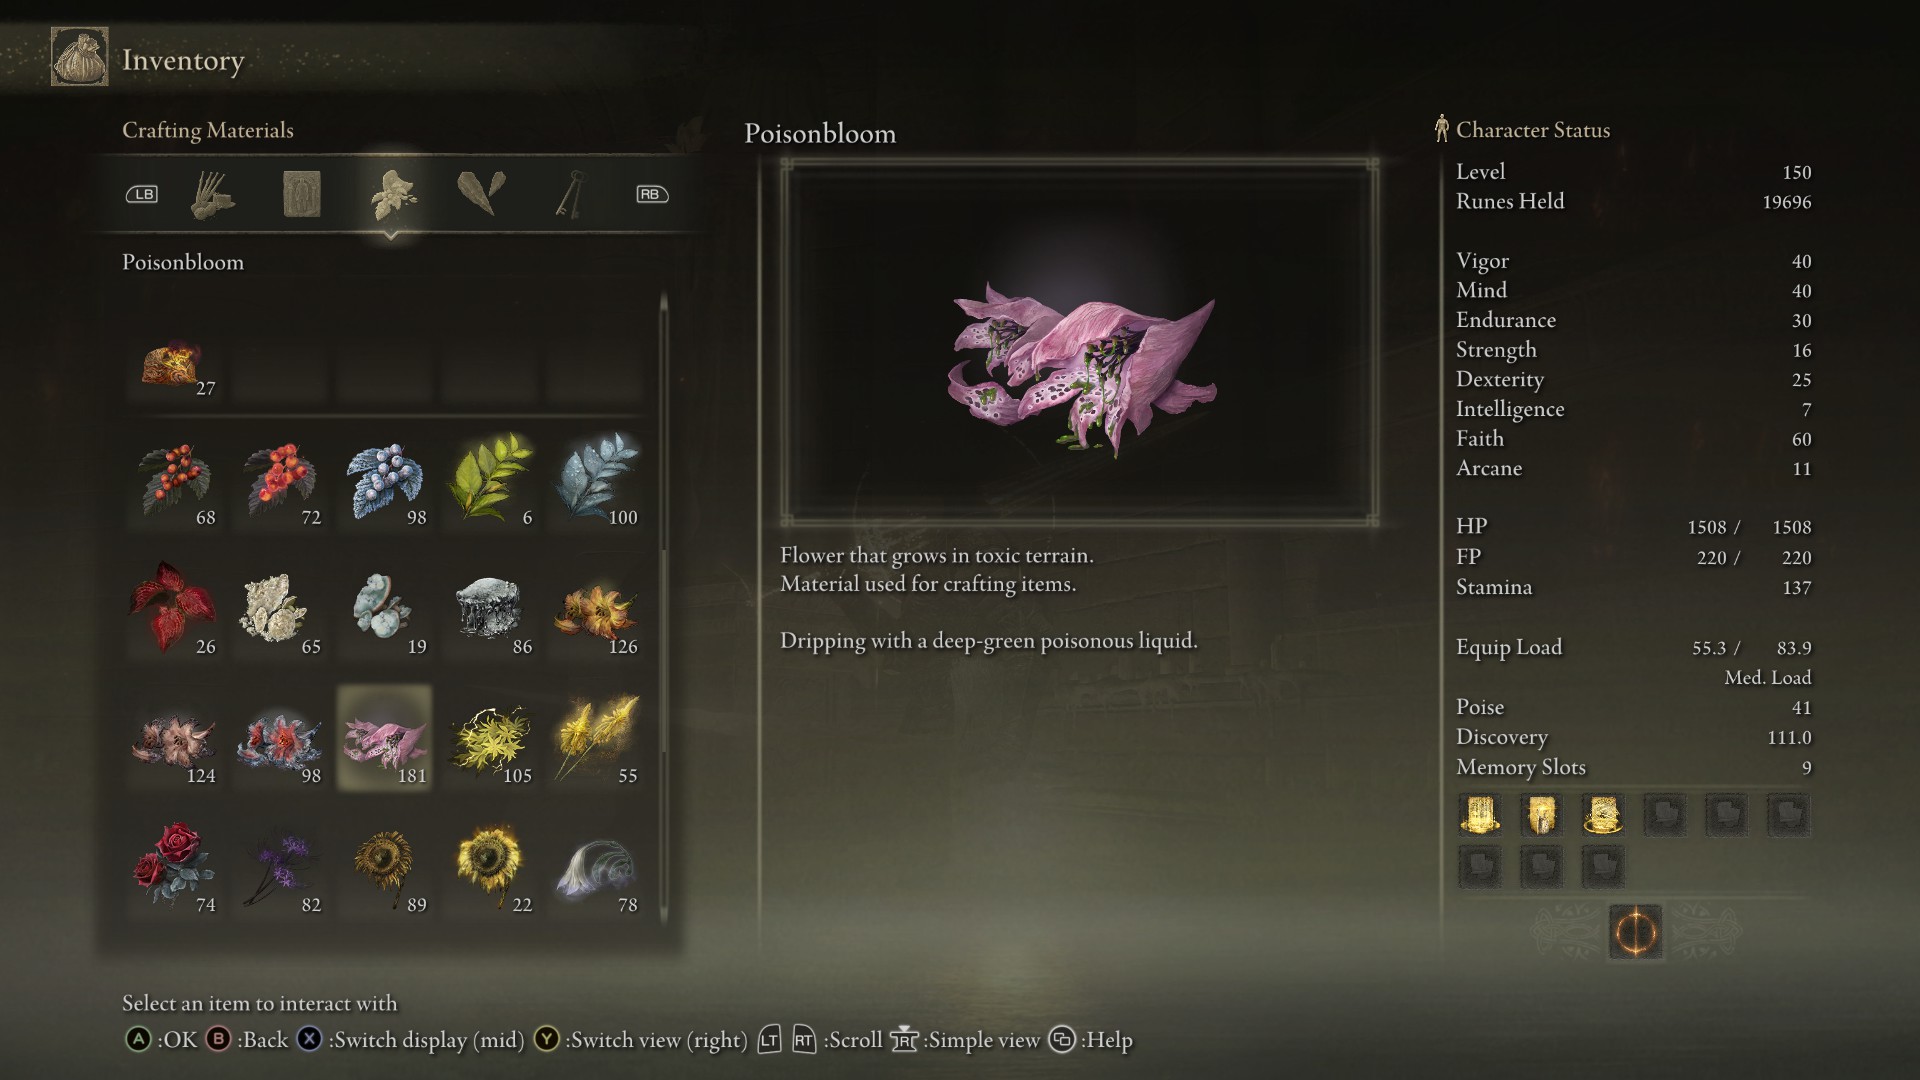 Inventory
Crafting Materials
LB
RB
Poisonbloom
27
68 72 98 6 100
26 65 19 86 126
124 98 181 105 55
74 82 89 22 78
Poisonbloom
Flower that grows in toxic terrain.
Material used for crafting items.
Dripping with a deep-green poisonous liquid.
Character Status
Level 150
Runes Held 19696
Vigor 40
Mind 40
Endurance 30
Strength 16
Dexterity 25
Intelligence 7
Faith 60
Arcane 11
HP 1508 / 1508
FP 220 / 220
Stamina 137
Equip Load 55.3 / 83.9
Med. Load
Poise 41
Discovery 111.0
Memory Slots 9
Select an item to interact with
A :OK B :Back X :Switch display (mid) Y :Switch view (right) LT RT :Scroll R :Simple view :Help